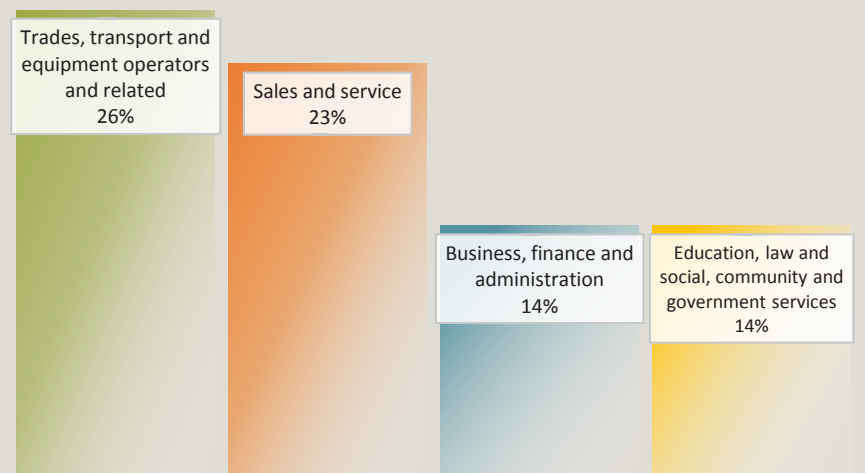 Trades, transport and
equipment operators
and related
26%
Sales and service
23%
Business, finance and
administration
14%
Education, law and
social, community and
government services
14%